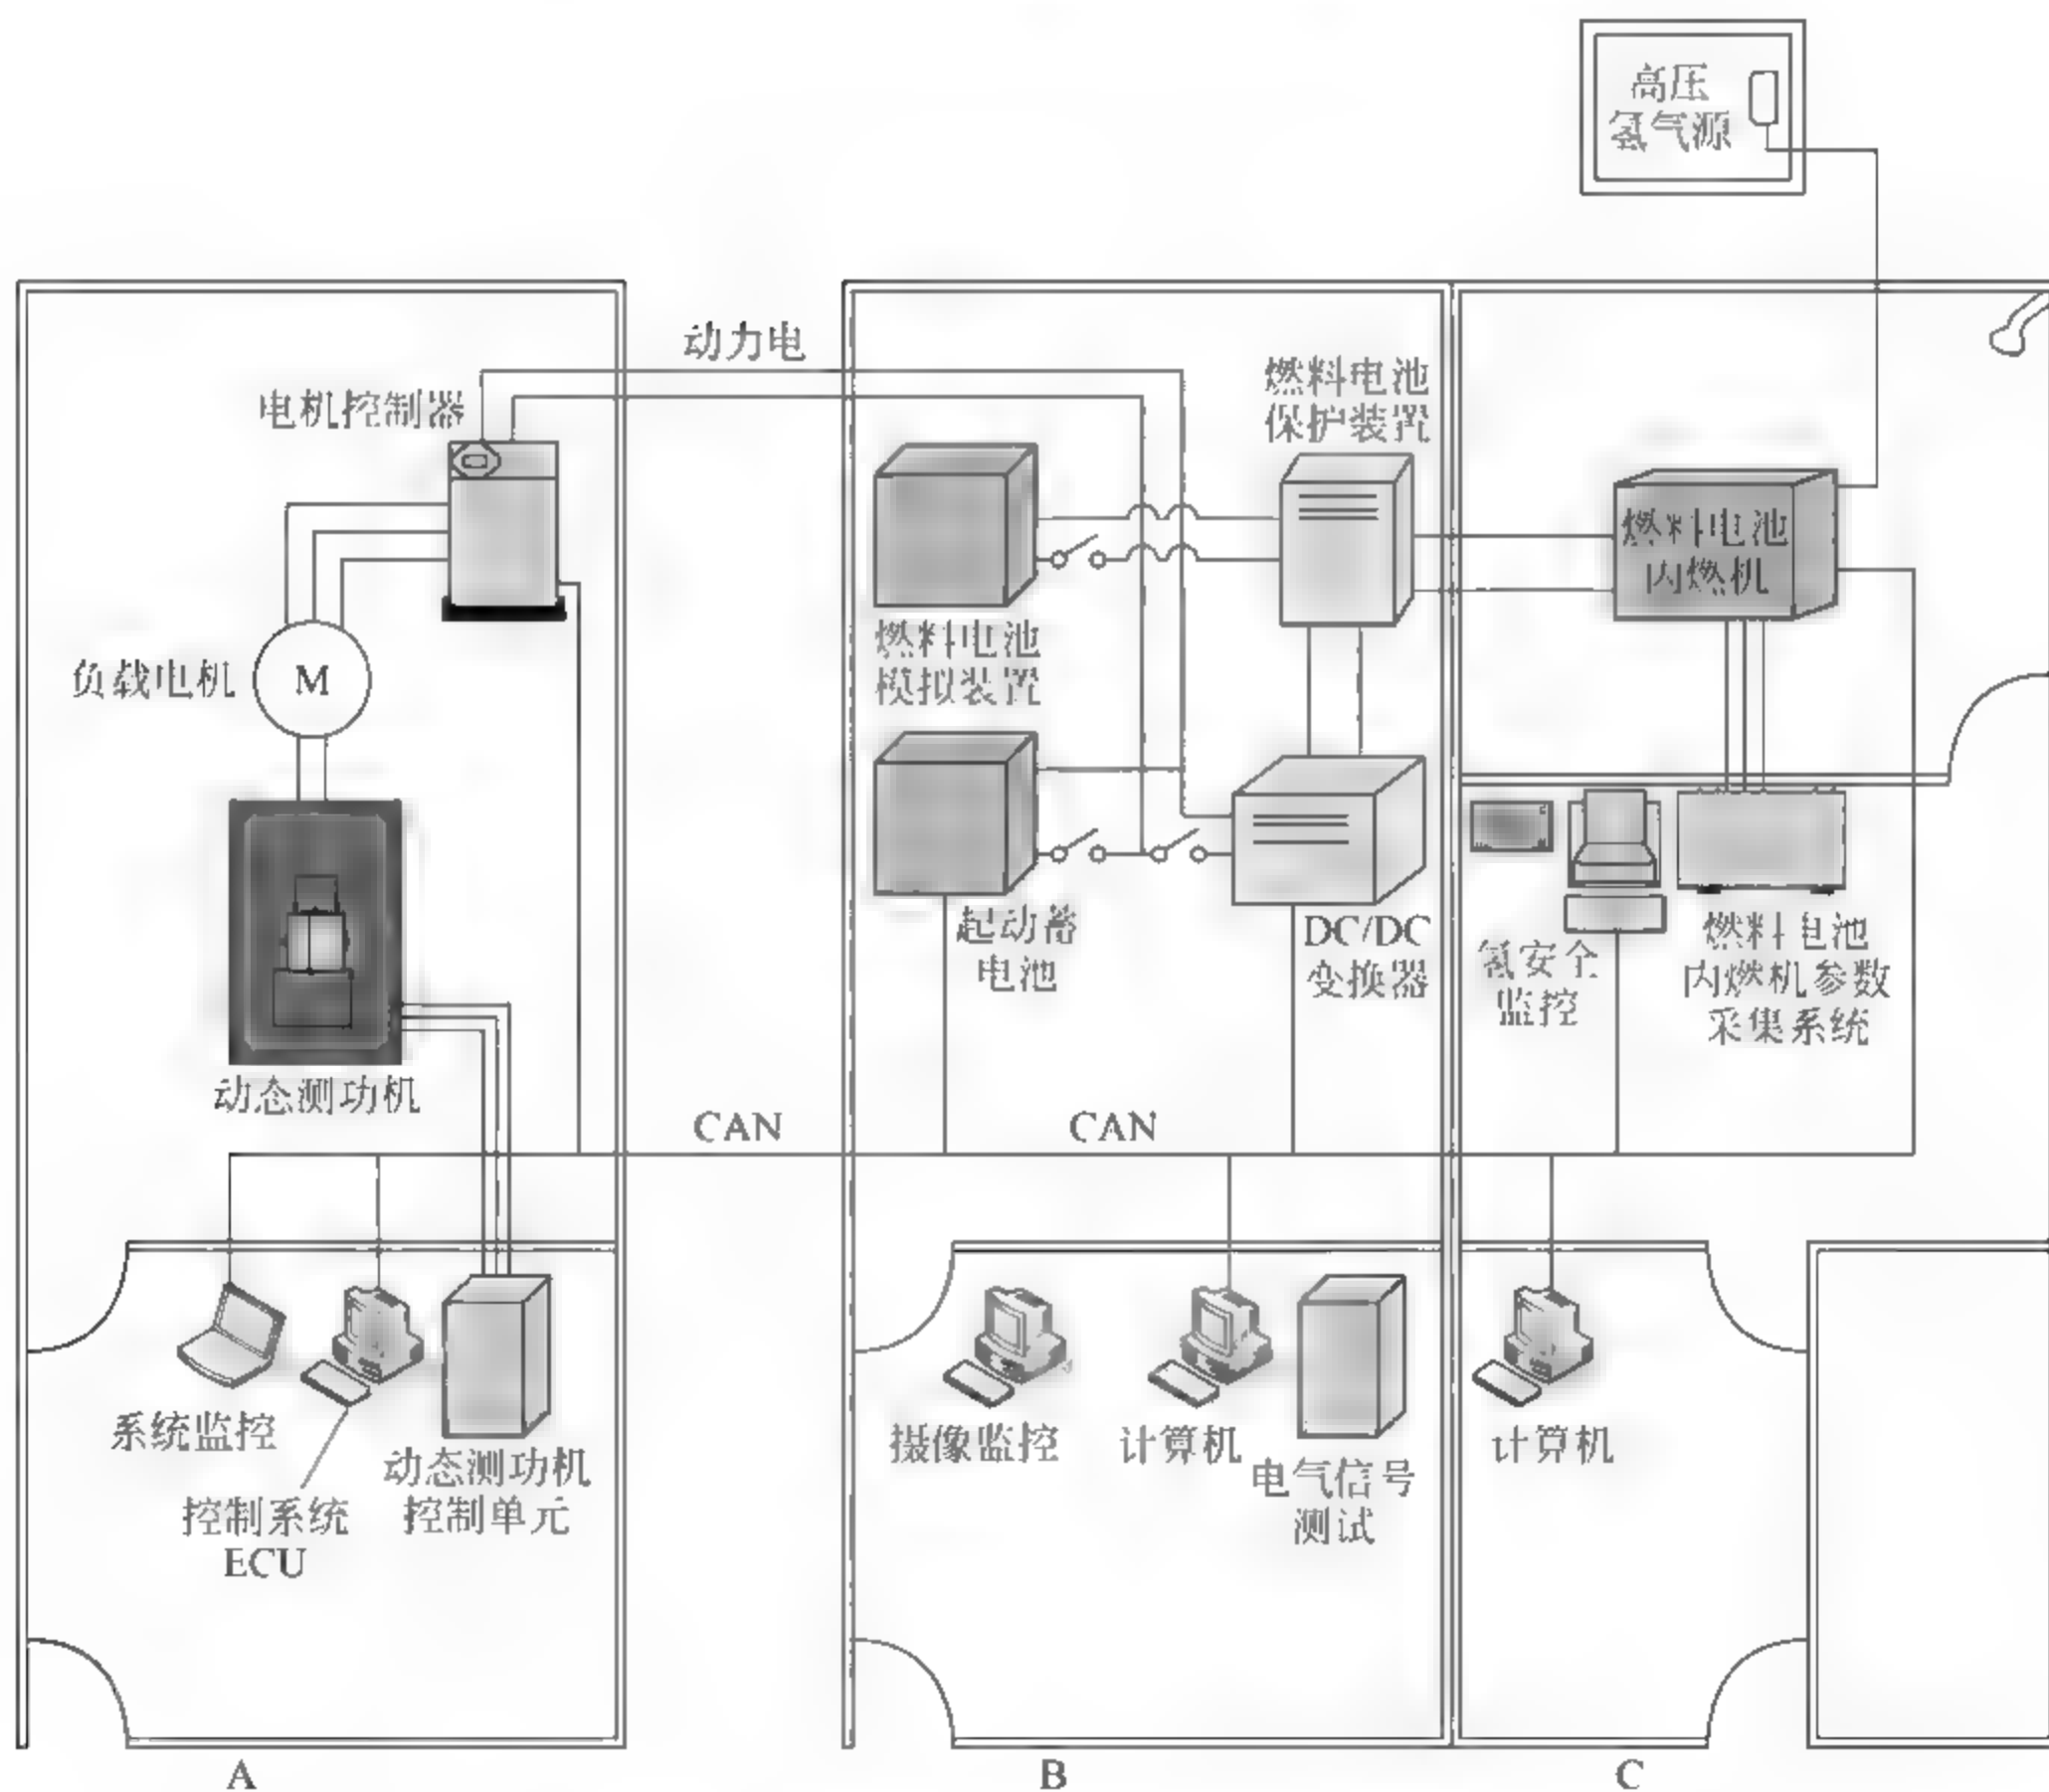 高压
氢气源
动力电
电机控制器
燃料电池
保护装置
燃料电池
内燃机
负载电机
M
燃料电池
模拟装置
起动蓄
电池
DC/DC
变换器
氢安全
监控
燃料电池
内燃机参数
采集系统
动态测功机
CAN
CAN
系统监控
控制系统
ECU
动态测功机
控制单元
摄像监控
计算机
电气信号
测试
计算机
A
B
C